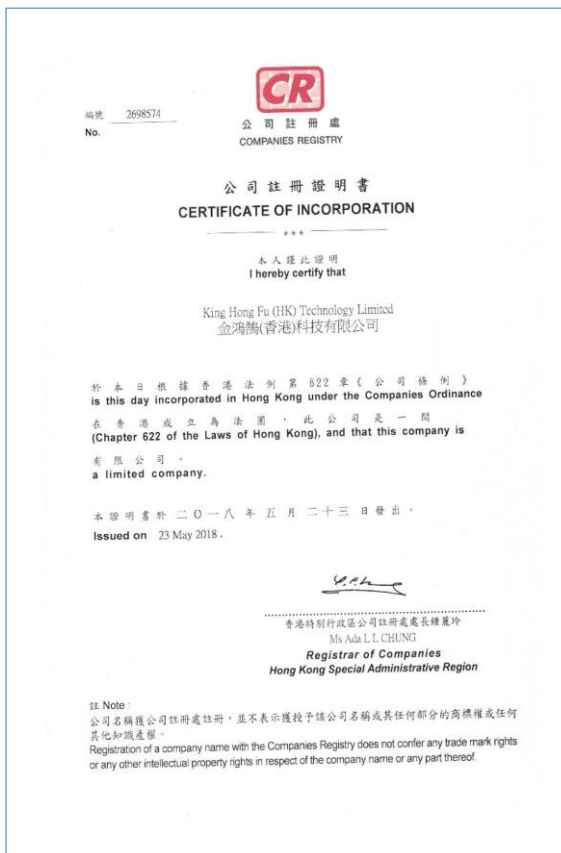 編號 2698574
No.
CR
公司註冊處
COMPANIES REGISTRY
公司註冊證明書
CERTIFICATE OF INCORPORATION
***
本人謹此證明
I hereby certify that
King Hong Fu (HK) Technology Limited
金鴻鵠(香港)科技有限公司
於本日根據香港法例第622章《公司條例》
is this day incorporated in Hong Kong under the Companies Ordinance
在香港成立為法團，此公司是一間
(Chapter 622 of the Laws of Hong Kong), and that this company is
有限公司。
a limited company.
本證明書於二〇一八年五月二十三日發出。
Issued on 23 May 2018.
香港特別行政區公司註冊處處長鍾麗玲
Ms Ada L L CHUNG
Registrar of Companies
Hong Kong Special Administrative Region
註 Note:
公司名稱獲公司註冊處註冊，並不表示獲授予該公司名稱或其任何部分的商標權或任何
其他知識產權。
Registration of a company name with the Companies Registry does not confer any trade mark rights
or any other intellectual property rights in respect of the company name or any part thereof.